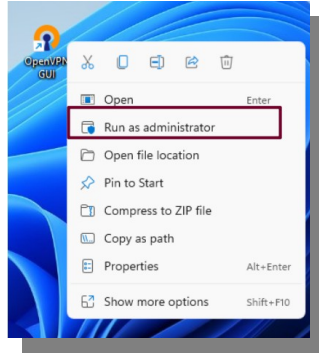 OpenVPN
GUI
Open Enter
Run as administrator
Open file location
Pin to Start
Compress to ZIP file
Copy as path
Properties Alt+Enter
Show more options Shift+F10